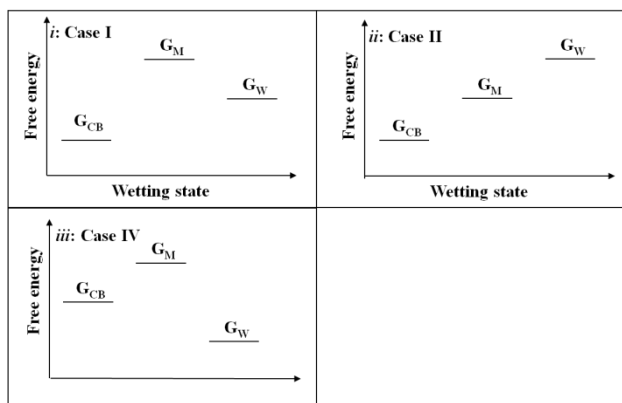 i: Case I
G_M
G_W
G_CB
Free energy
Wetting state
ii: Case II
G_W
G_M
G_CB
Free energy
Wetting state
iii: Case IV
G_M
G_CB
G_W
Free energy